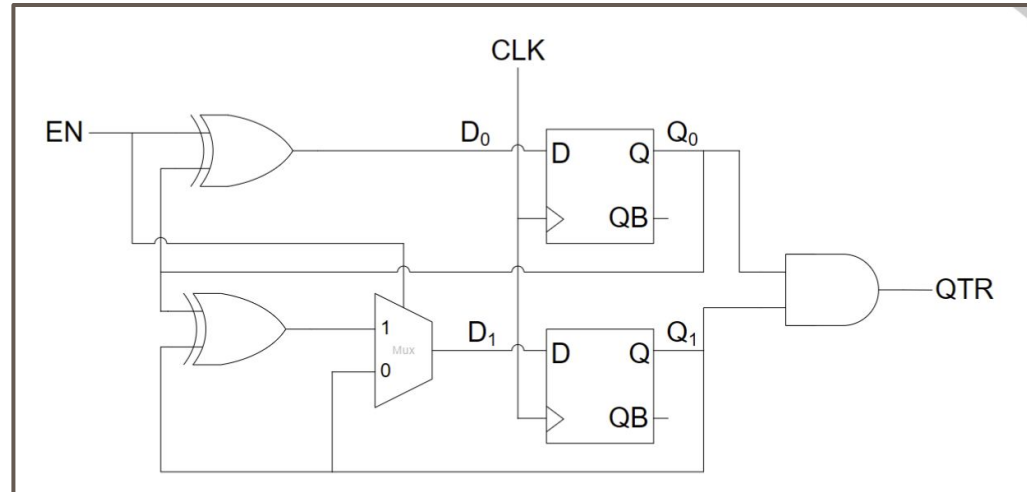 CLK
EN
D₀
Q₀
D
Q
QB
QTR
1
Mux
0
D₁
Q₁
D
Q
QB